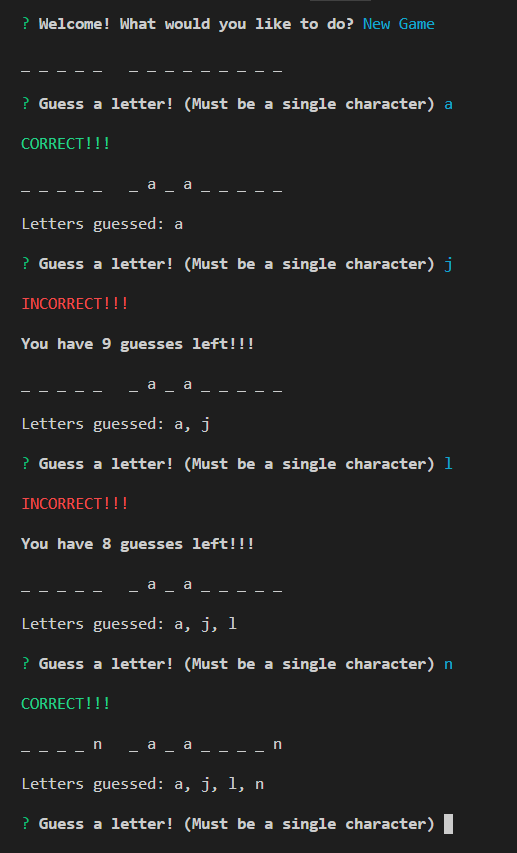 ? Welcome! What would you like to do? New Game
_ _ _ _ _   _ _ _ _ _ _ _ _ _
? Guess a letter! (Must be a single character) a
CORRECT!!!
_ _ _ _ _   _ a _ a _ _ _ _ _
Letters guessed: a
? Guess a letter! (Must be a single character) j
INCORRECT!!!
You have 9 guesses left!!!
_ _ _ _ _   _ a _ a _ _ _ _ _
Letters guessed: a, j
? Guess a letter! (Must be a single character) l
INCORRECT!!!
You have 8 guesses left!!!
_ _ _ _ _   _ a _ a _ _ _ _ _
Letters guessed: a, j, l
? Guess a letter! (Must be a single character) n
CORRECT!!!
_ _ _ _ n   _ a _ a _ _ _ _ n
Letters guessed: a, j, l, n
? Guess a letter! (Must be a single character)